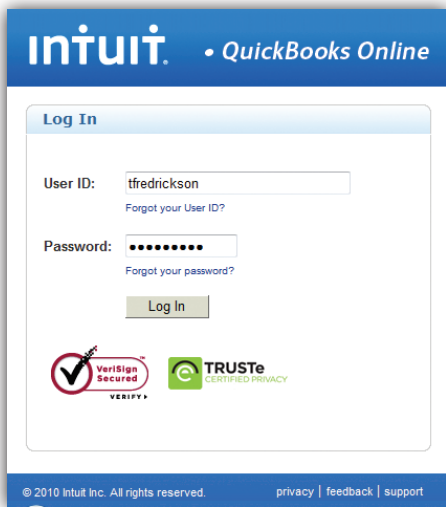 intuit. • QuickBooks Online
Log In
User ID: tfredrickson
Forgot your User ID?
Password: •••••••••
Forgot your password?
Log In
VeriSign™ Secured VERIFY
TRUSTe CERTIFIED PRIVACY
© 2010 Intuit Inc. All rights reserved. privacy | feedback | support